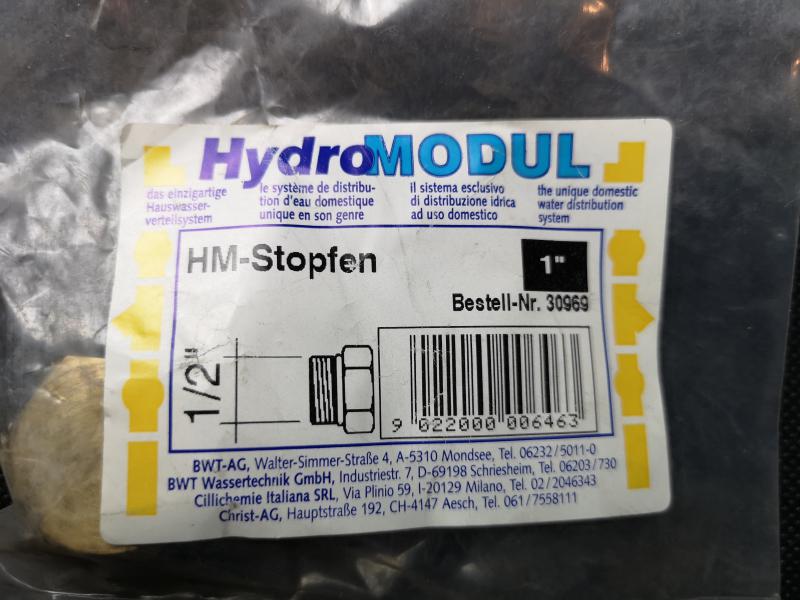 HydroMODUL
das einzigartige
Hauswasser-
verteilsystem
le système de distribu-
tion d'eau domestique
unique en son genre
il sistema esclusivo
di distribuzione idrica
ad uso domestico
the unique domestic
water distribution
system
HM-Stopfen
1"
Bestell-Nr. 30969
1/2"
9 022000 006463
BWT-AG, Walter-Simmer-Straße 4, A-5310 Mondsee, Tel. 06232/5011-0
BWT Wassertechnik GmbH, Industriestr. 7, D-69198 Schriesheim, Tel. 06203/730
Cillichemie Italiana SRL, Via Plinio 59, I-20129 Milano, Tel. 02/2046343
Christ-AG, Hauptstraße 192, CH-4147 Aesch, Tel. 061/7558111